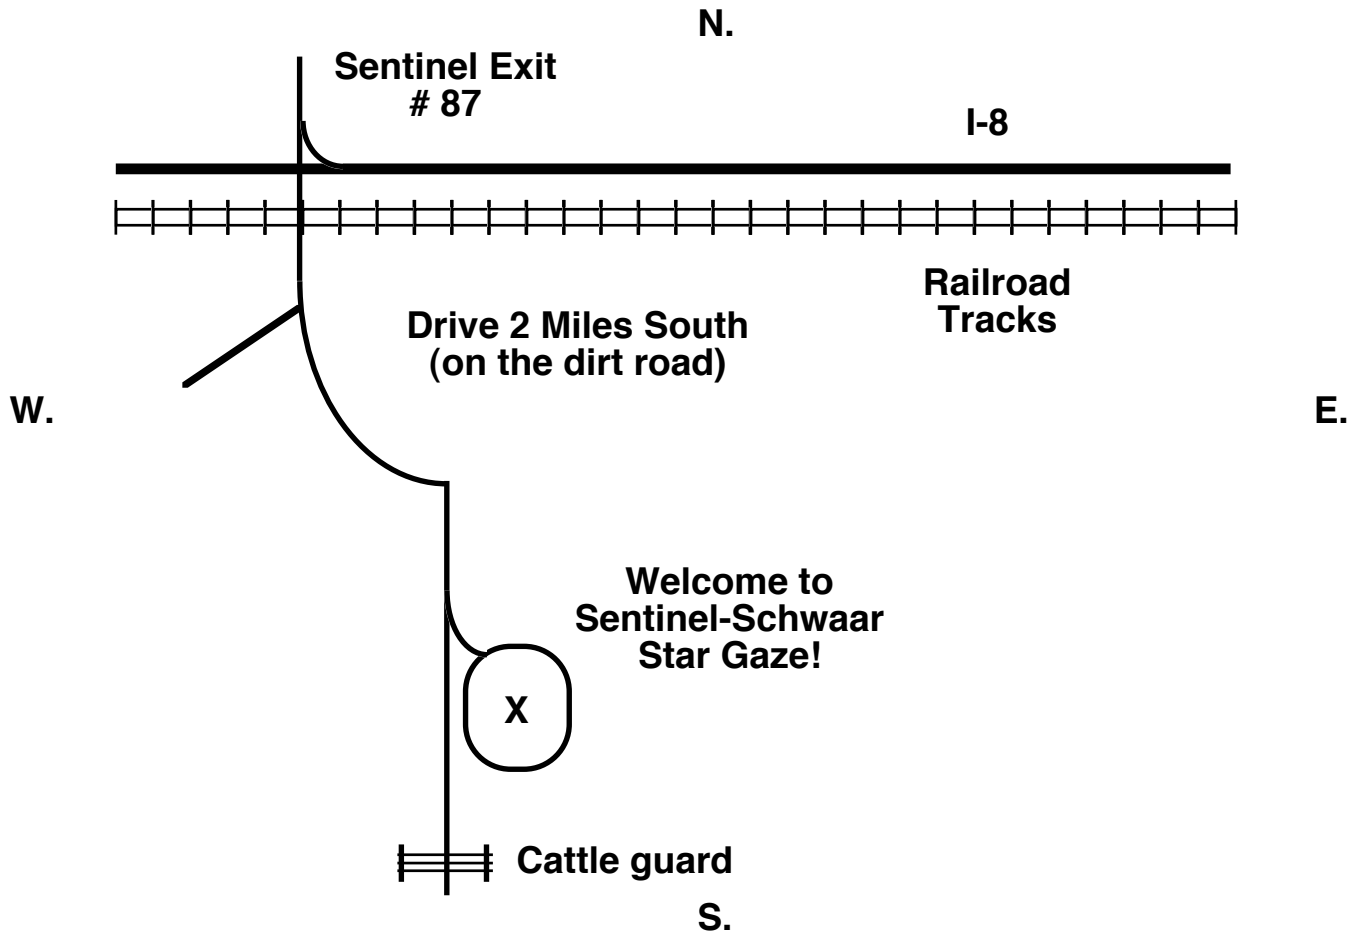 N.
Sentinel Exit
# 87
I-8
Railroad
Tracks
Drive 2 Miles South
(on the dirt road)
W.
E.
Welcome to
Sentinel-Schwaar
Star Gaze!
X
Cattle guard
S.